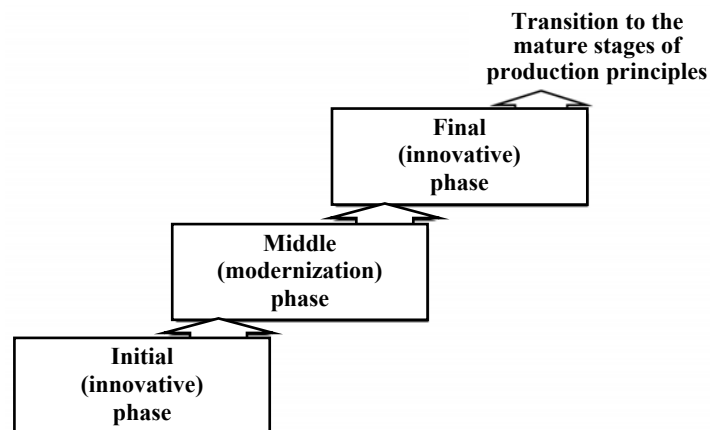 Transition to the
mature stages of
production principles
Final
(innovative)
phase
Middle
(modernization)
phase
Initial
(innovative)
phase